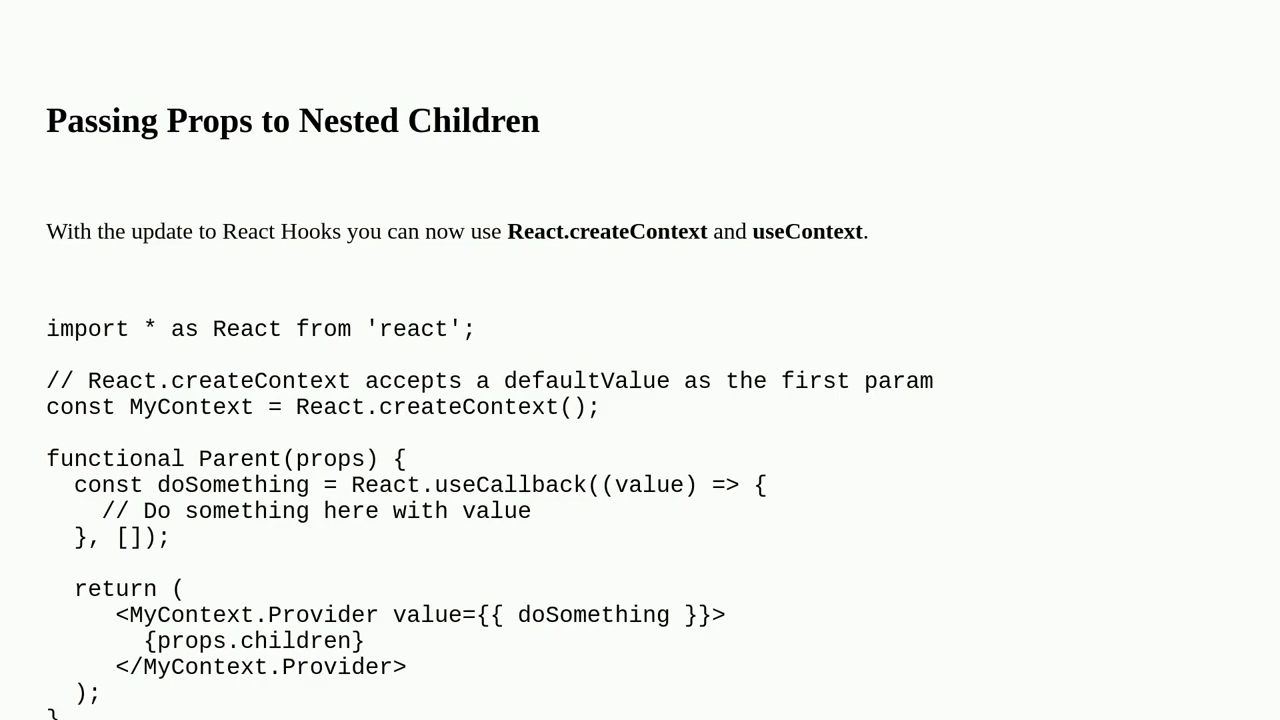 Passing Props to Nested Children
With the update to React Hooks you can now use React.createContext and useContext.
import * as React from 'react';
// React.createContext accepts a defaultValue as the first param
const MyContext = React.createContext();
functional Parent(props) {
  const doSomething = React.useCallback((value) => {
    // Do something here with value
  }, []);
  return (
     <MyContext.Provider value={{ doSomething }}>
       {props.children}
     </MyContext.Provider>
  );
}